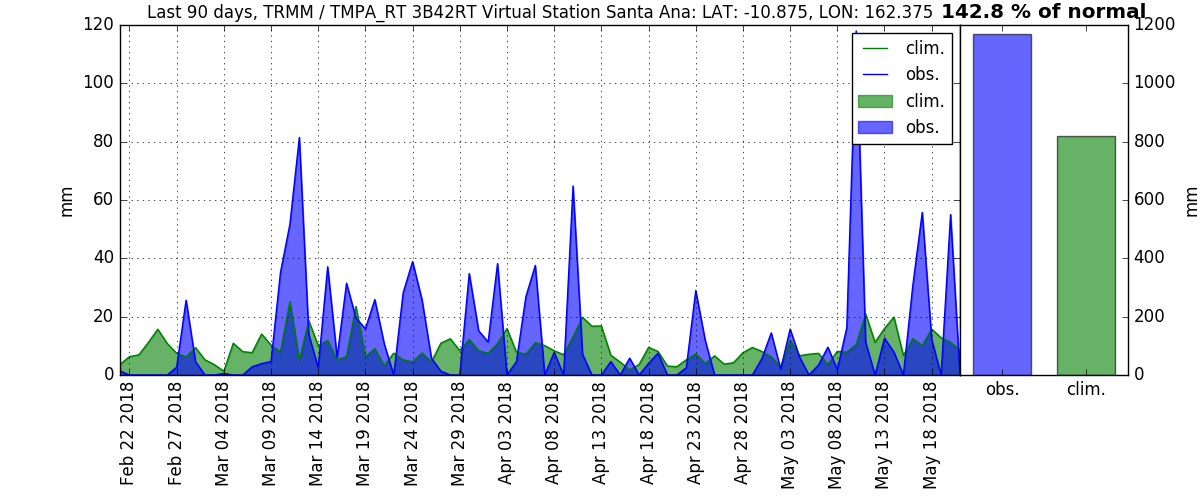 Last 90 days, TRMM / TMPA_RT 3B42RT Virtual Station Santa Ana: LAT: -10.875, LON: 162.375 142.8 % of normal
120
100
80
60
40
20
0
mm
clim.
obs.
clim.
obs.
1200
1000
800
600
400
200
0
mm
Feb 22 2018
Feb 27 2018
Mar 04 2018
Mar 09 2018
Mar 14 2018
Mar 19 2018
Mar 24 2018
Mar 29 2018
Apr 03 2018
Apr 08 2018
Apr 13 2018
Apr 18 2018
Apr 23 2018
Apr 28 2018
May 03 2018
May 08 2018
May 13 2018
May 18 2018
obs.
clim.